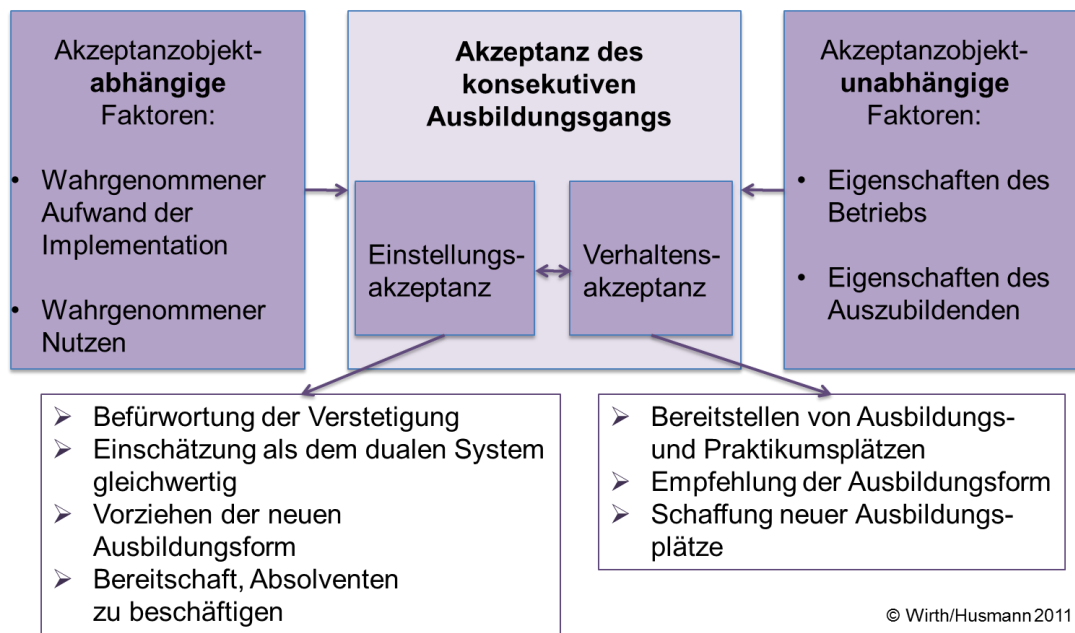 Akzeptanzobjekt-
abhängige
Faktoren:
• Wahrgenommener
Aufwand der
Implementation
• Wahrgenommener
Nutzen
Akzeptanz des
konsekutiven
Ausbildungsgangs
Einstellungs-
akzeptanz
Verhaltens-
akzeptanz
Akzeptanzobjekt-
unabhängige
Faktoren:
• Eigenschaften des
Betriebs
• Eigenschaften des
Auszubildenden
➢ Befürwortung der Verstetigung
➢ Einschätzung als dem dualen System
gleichwertig
➢ Vorziehen der neuen
Ausbildungsform
➢ Bereitschaft, Absolventen
zu beschäftigen
➢ Bereitstellen von Ausbildungs-
und Praktikumsplätzen
➢ Empfehlung der Ausbildungsform
➢ Schaffung neuer Ausbildungs-
plätze
© Wirth/Husmann 2011